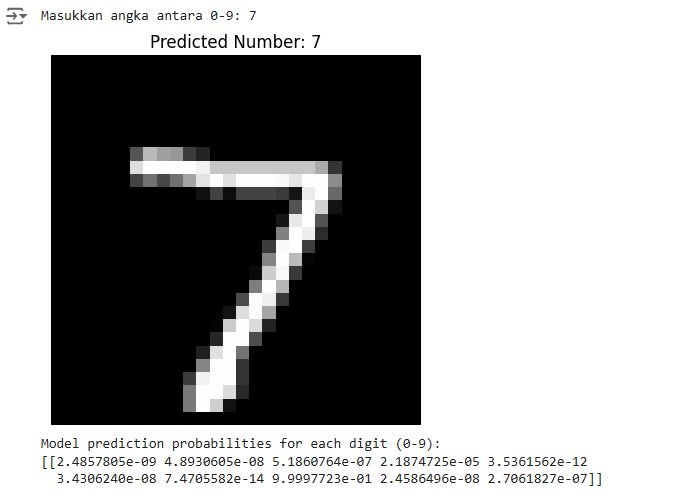 Masukkan angka antara 0-9: 7
Predicted Number: 7
7
Model prediction probabilities for each digit (0-9):
[[2.4857805e-09 4.8930605e-08 5.1860764e-07 2.1874725e-05 3.5361562e-12
3.4306240e-08 7.4705582e-14 9.9997723e-01 2.4586496e-08 2.7061827e-07]]